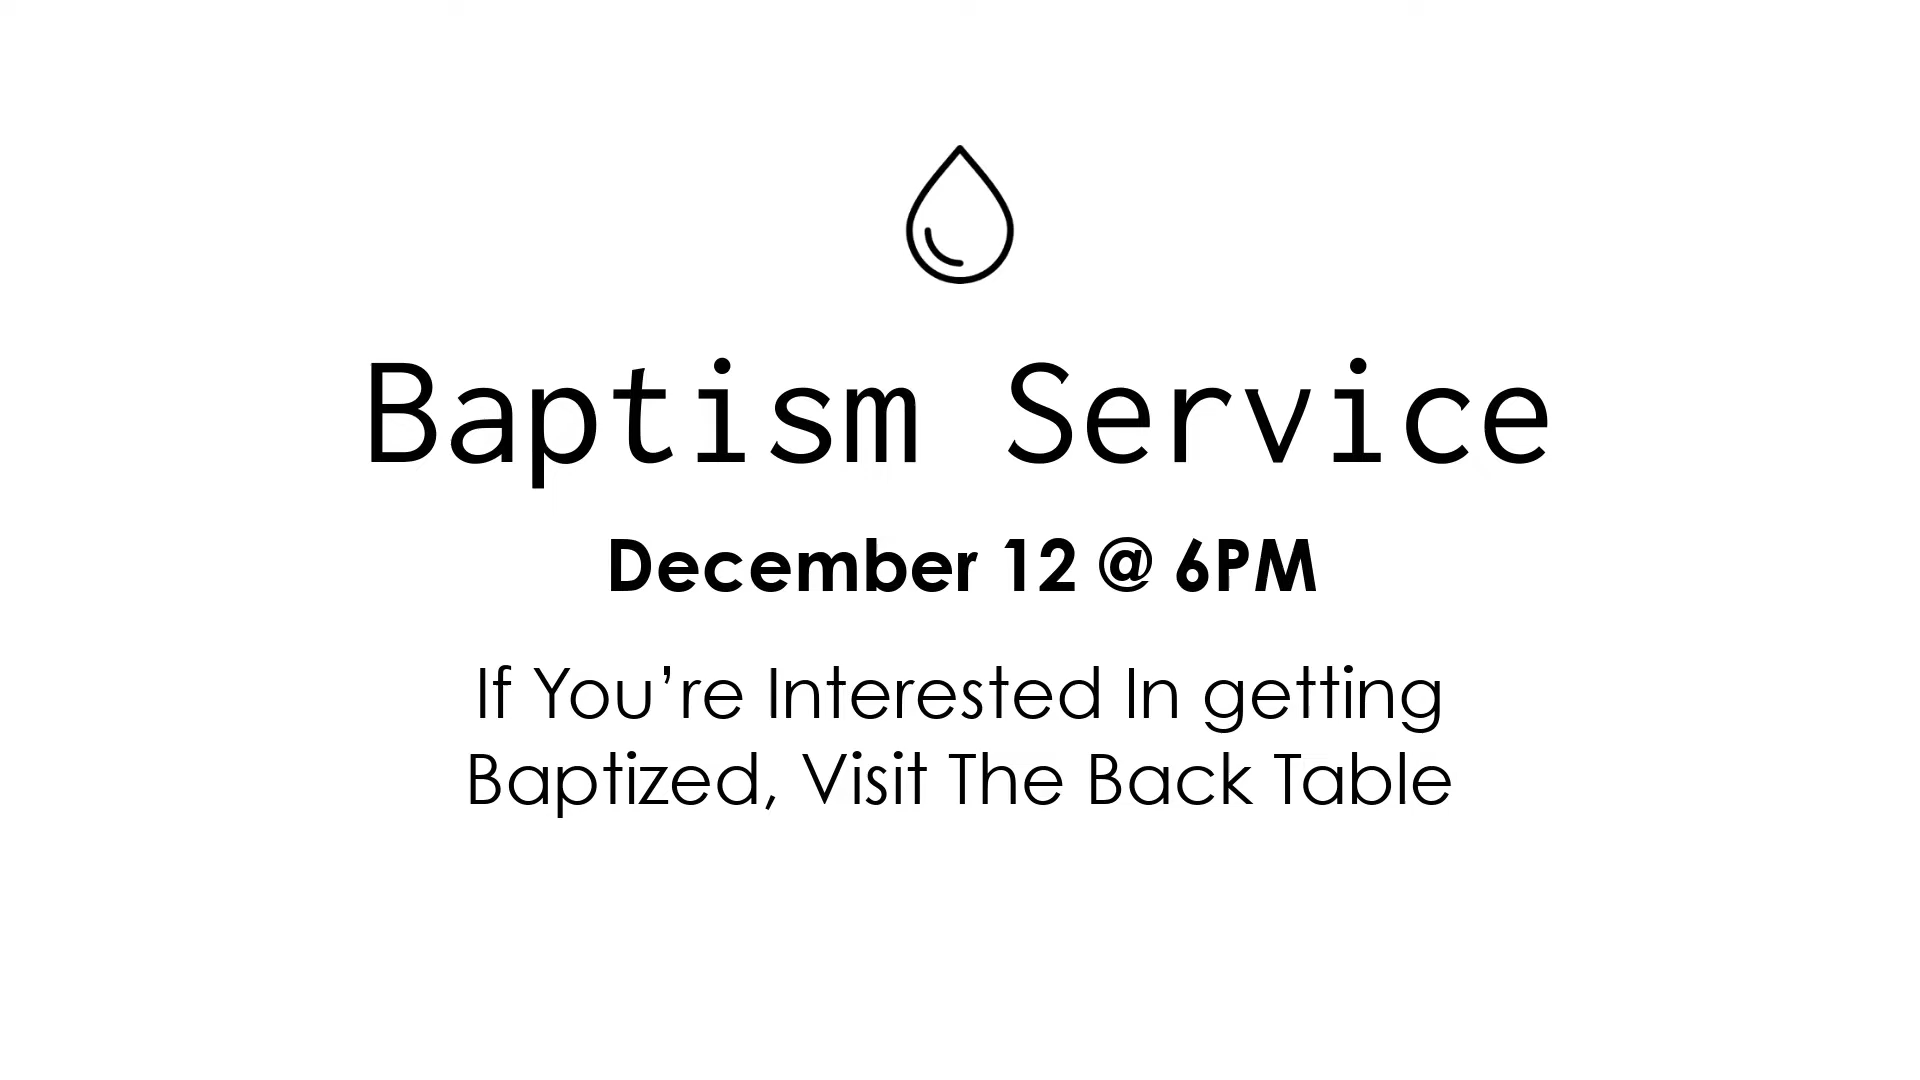 Baptism Service
December 12 @ 6PM
If You’re Interested In getting
Baptized, Visit The Back Table